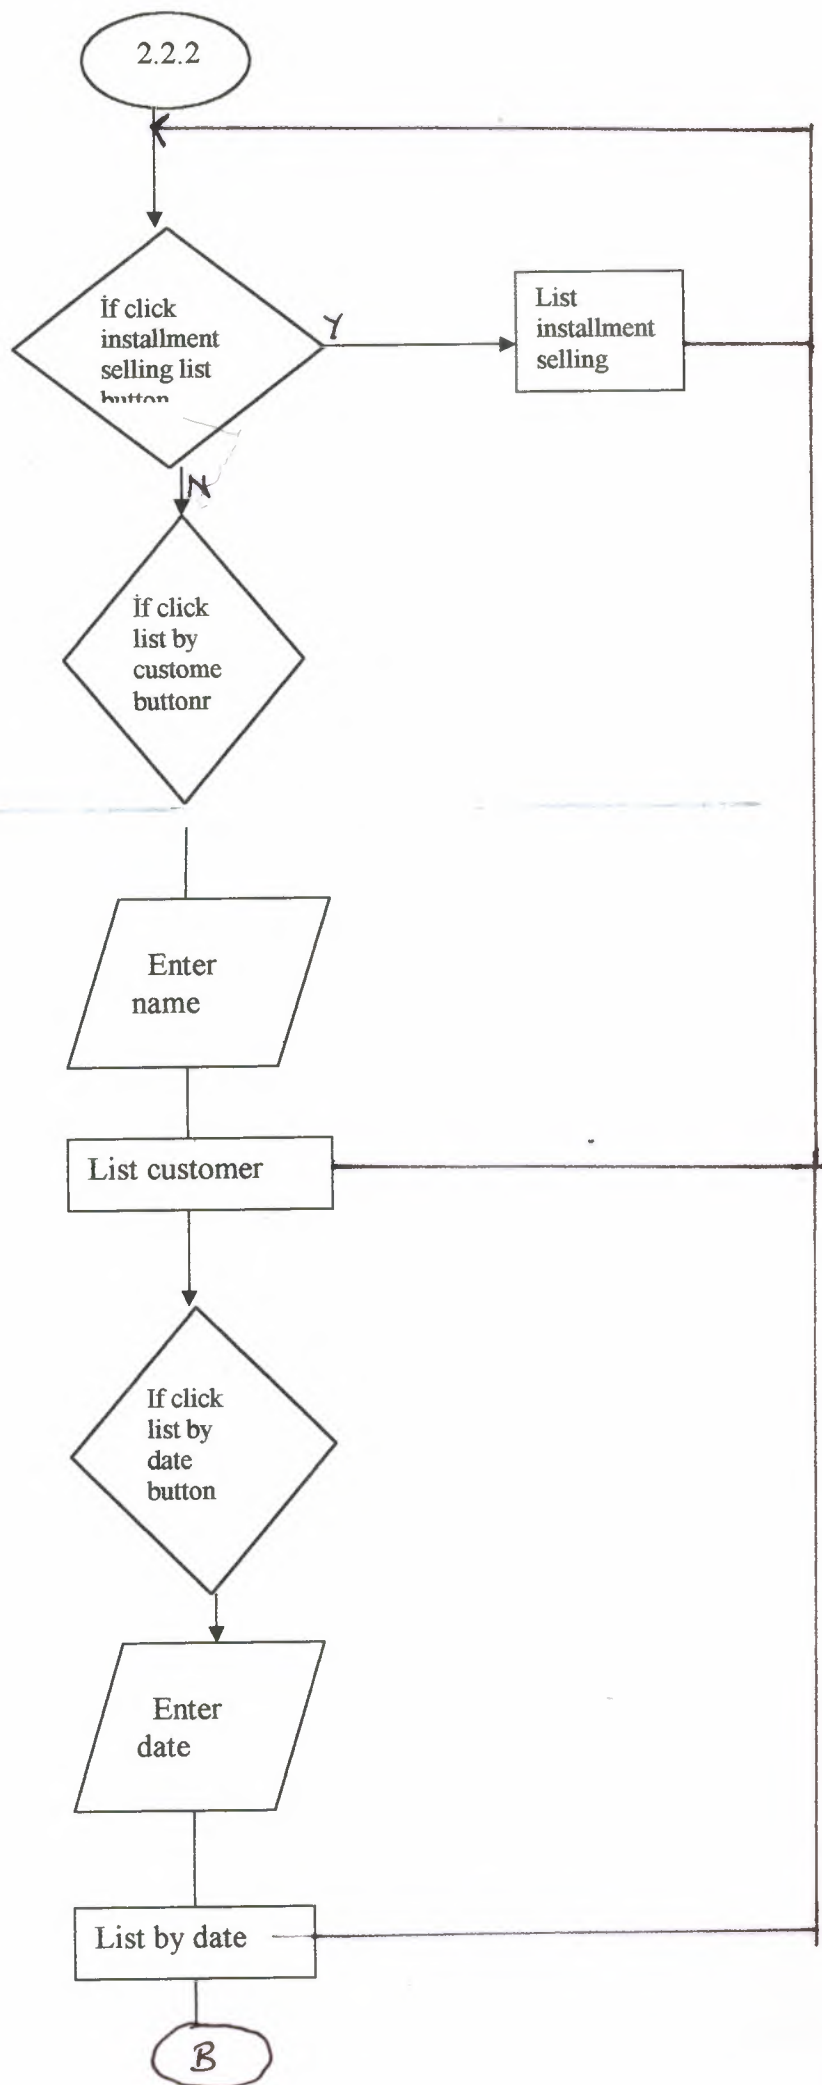 2.2.2
İf click
installment
selling list
button
Y
List
installment
selling
N
İf click
list by
custome
buttonr
Enter
name
List customer
If click
list by
date
button
Enter
date
List by date
B